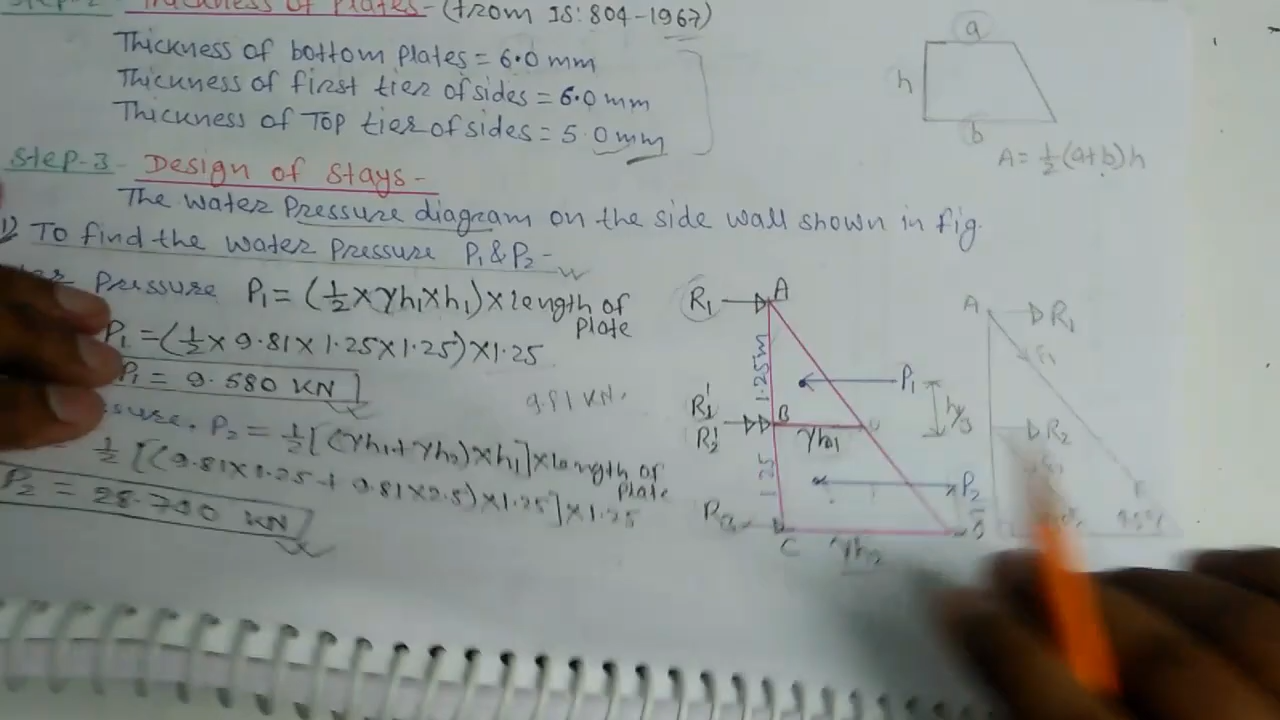 Step-2 Thickness of Plates- (from IS: 804-1967)
Thickness of bottom Plates = 6.0 mm
Thickness of first tier of sides = 6.0 mm
Thickness of Top tier of sides = 5.0 mm
a
h
b
A = ½ (a+b) h
Step-3- Design of Stays-
The water Pressure diagram on the side wall shown in fig.
1) To find the water Pressure P₁ & P₂-
Pressure P₁ = (½ × γh₁ × h₁) × length of
Plate
P₁ = (½ × 9.81 × 1.25 × 1.25) × 1.25
P₁ = 9.580 KN
9.81 KN.
P₂ = ½ [(γh₁ + γh₂) × h₁] × length of
Plate
½ [(9.81×1.25 + 9.81×2.5) × 1.25] × 1.25
P₂ = 28.740 KN
R₁
A
1.25m
P₁
h/3
R₁'
R₂'
B
γh₁
1.25
P₂
C
γh₂
A
R₁
F₁
R₂